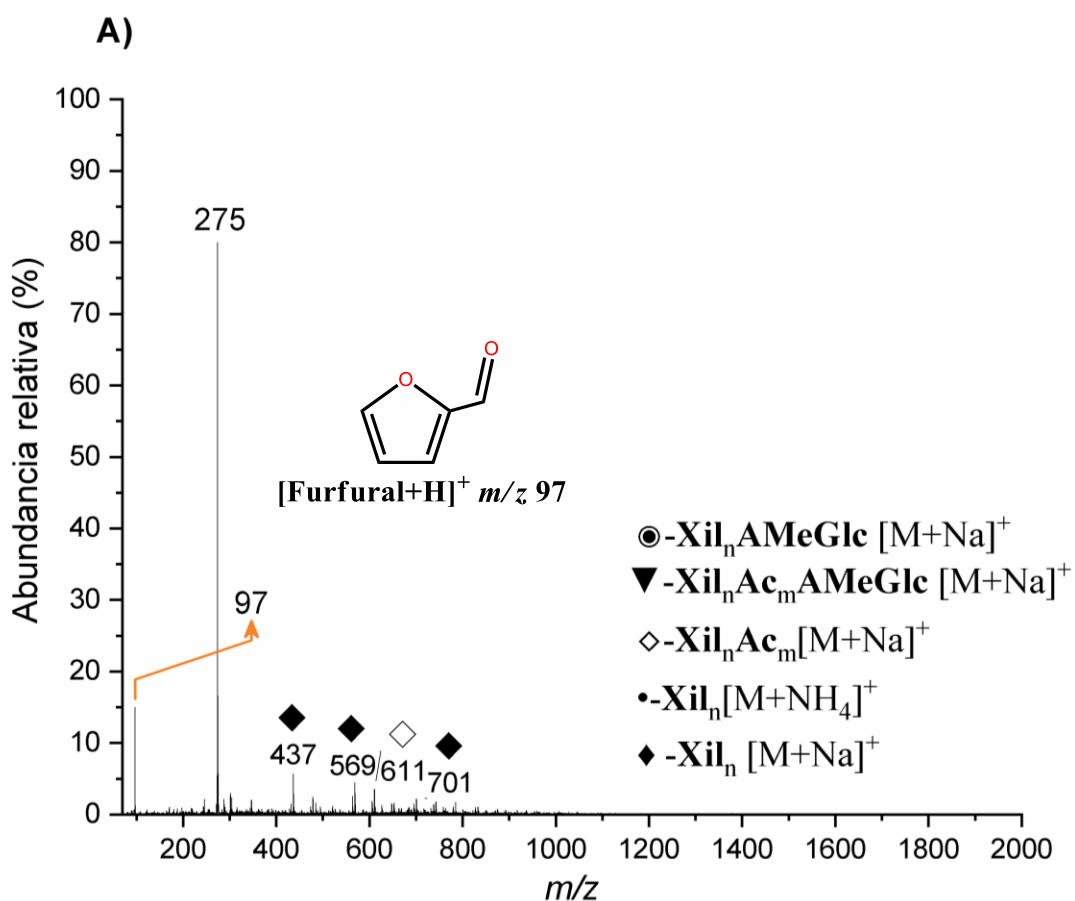 A)
100
90
80
70
60
50
40
30
20
10
0
Abundancia relativa (%)
275
97
437
569
611
701
O
O
[Furfural+H]⁺ m/z 97
◉-XilₙAMeGlc [M+Na]⁺
▼-XilₙAcₘAMeGlc [M+Na]⁺
◇-XilₙAcₘ[M+Na]⁺
•-Xilₙ[M+NH₄]⁺
♦-Xilₙ [M+Na]⁺
200 400 600 800 1000 1200 1400 1600 1800 2000
m/z